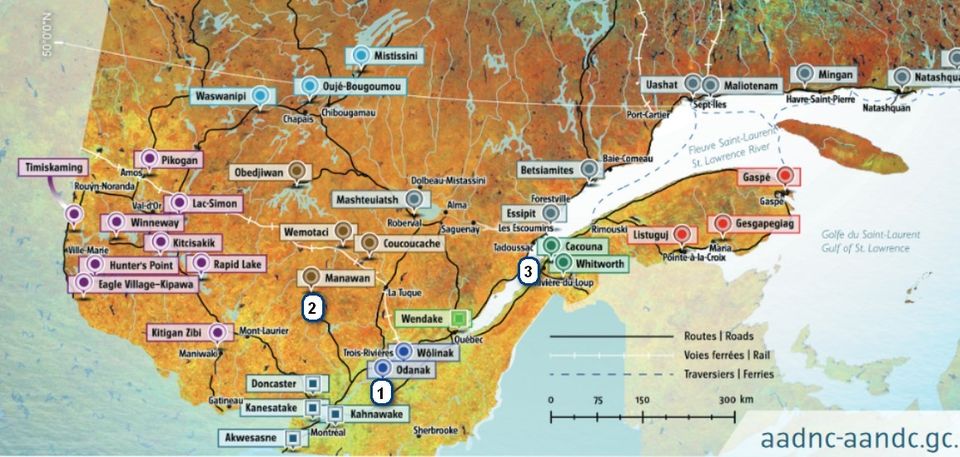 50°0'0"N
Mistissini
Oujé-Bougoumou
Waswanipi
Chapais
Chibougamau
Uashat
Maliotenam
Sept-Îles
Port-Cartier
Mingan
Havre-Saint-Pierre
Natashquan
Natashqua
Fleuve Saint-Laurent
St. Lawrence River
Timiskaming
Pikogan
Amos
Rouyn-Noranda
Val-d'Or
Lac-Simon
Winneway
Kitcisakik
Ville-Marie
Hunter's Point
Rapid Lake
Eagle Village-Kipawa
Obedjiwan
Dolbeau-Mistassini
Mashteuiatsh
Alma
Roberval
Saguenay
Wemotaci
Coucoucache
Manawan
2
La Tuque
Betsiamites
Baie-Comeau
Forestville
Essipit
Les Escoumins
Tadoussac
Cacouna
Whitworth
3
Rivière-du-Loup
Rimouski
Gaspé
Gaspé
Gesgapegiag
Listuguj
Maria
Pointe-à-la-Croix
Golfe du Saint-Laurent
Gulf of St. Lawrence
Wendake
Québec
Kitigan Zibi
Mont-Laurier
Maniwaki
Trois-Rivières
Wôlinak
Odanak
1
Doncaster
Gatineau
Kanesatake
Kahnawake
Akwesasne
Montréal
Sherbrooke
Routes | Roads
Voies ferrées | Rail
Traversiers | Ferries
0 75 150 300 km
aadnc-aandc.gc.